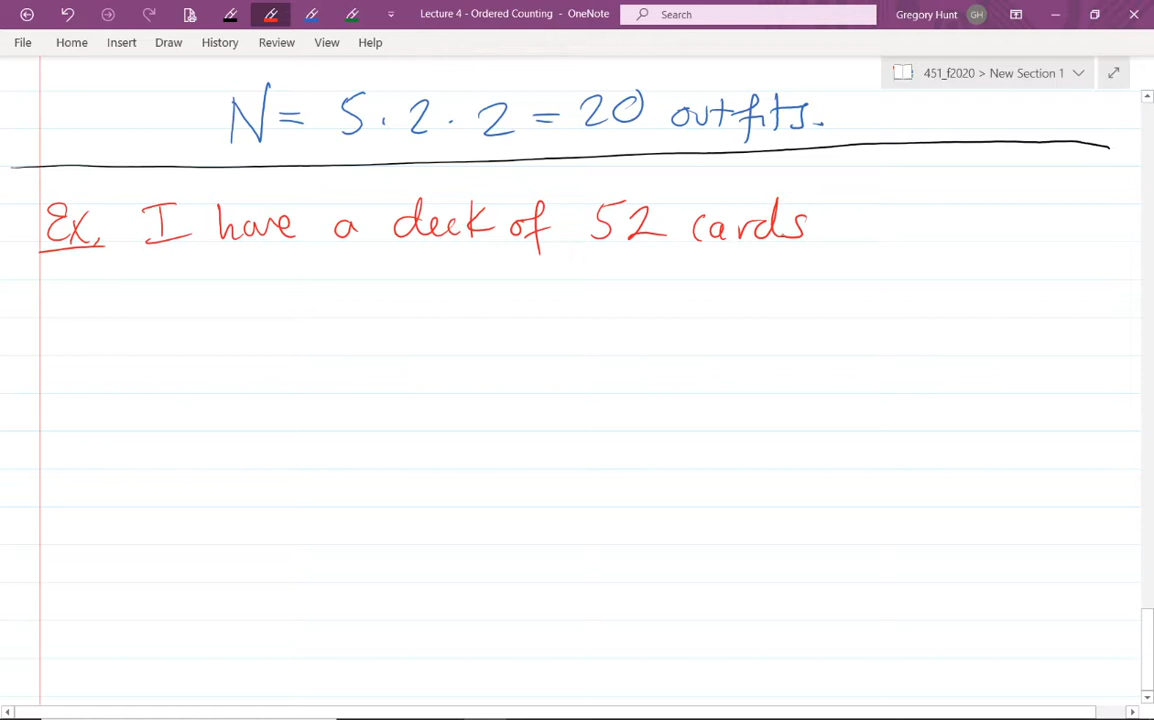 Lecture 4 - Ordered Counting - OneNote
Search
Gregory Hunt GH
File Home Insert Draw History Review View Help
451_f2020 > New Section 1
N = 5 · 2 · 2 = 20 outfits.
Ex. I have a deck of 52 cards